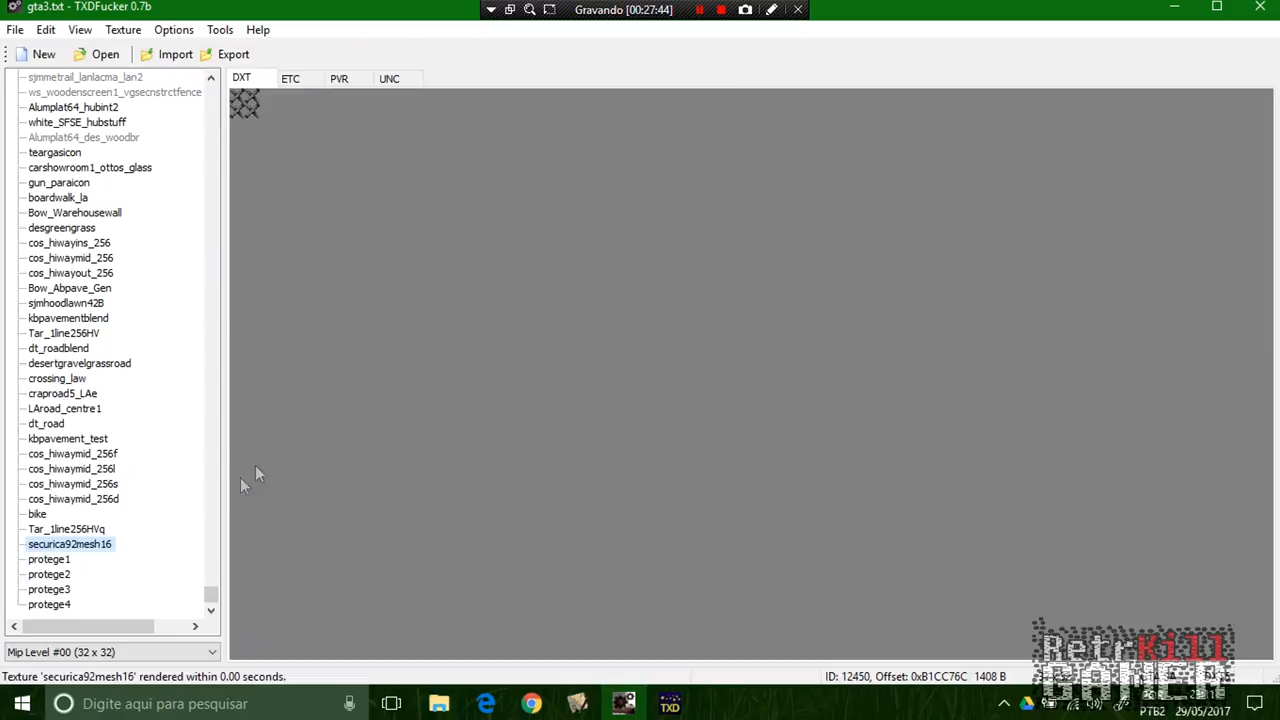 gta3.txt - TXDFucker 0.7b
Gravando [00:27:44]
File Edit View Texture Options Tools Help
New Open Import Export
DXT ETC PVR UNC
sjmmetrail_lanlacma_lan2
ws_woodenscreen1_vgsecnstrctfence
Alumplat64_hubint2
white_SFSE_hubstuff
Alumplat64_des_woodbr
teargasicon
carshowroom1_ottos_glass
gun_paraicon
boardwalk_la
Bow_Warehousewall
desgreengrass
cos_hiwayins_256
cos_hiwaymid_256
cos_hiwayout_256
Bow_Abpave_Gen
sjmhoodlawn42B
kbpavementblend
Tar_1line256HV
dt_roadblend
desertgravelgrassroad
crossing_law
craproad5_LAe
LAroad_centre1
dt_road
kbpavement_test
cos_hiwaymid_256f
cos_hiwaymid_256l
cos_hiwaymid_256s
cos_hiwaymid_256d
bike
Tar_1line256HVq
securica92mesh16
protege1
protege2
protege3
protege4
Mip Level #00 (32 x 32)
Texture 'securica92mesh16' rendered within 0.00 seconds.
ID: 12450, Offset: 0xB1CC76C 1408 B
RetrKill
GAMER
Digite aqui para pesquisar
TXD
PTB2
29/05/2017